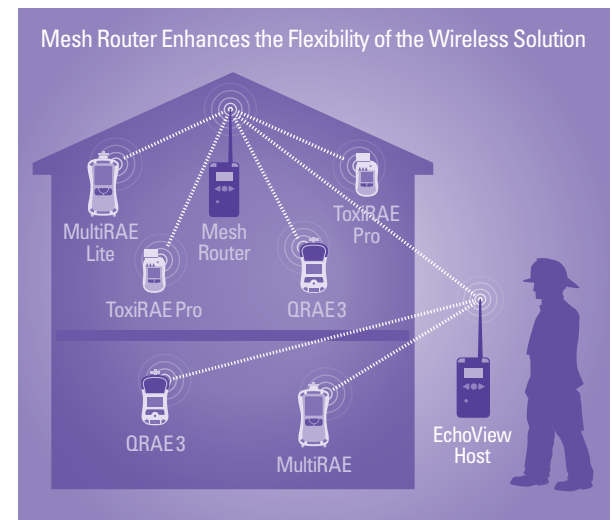 Mesh Router Enhances the Flexibility of the Wireless Solution
MultiRAE
Lite
Mesh
Router
ToxiRAE
Pro
ToxiRAE Pro
QRAE 3
QRAE 3
MultiRAE
EchoView
Host